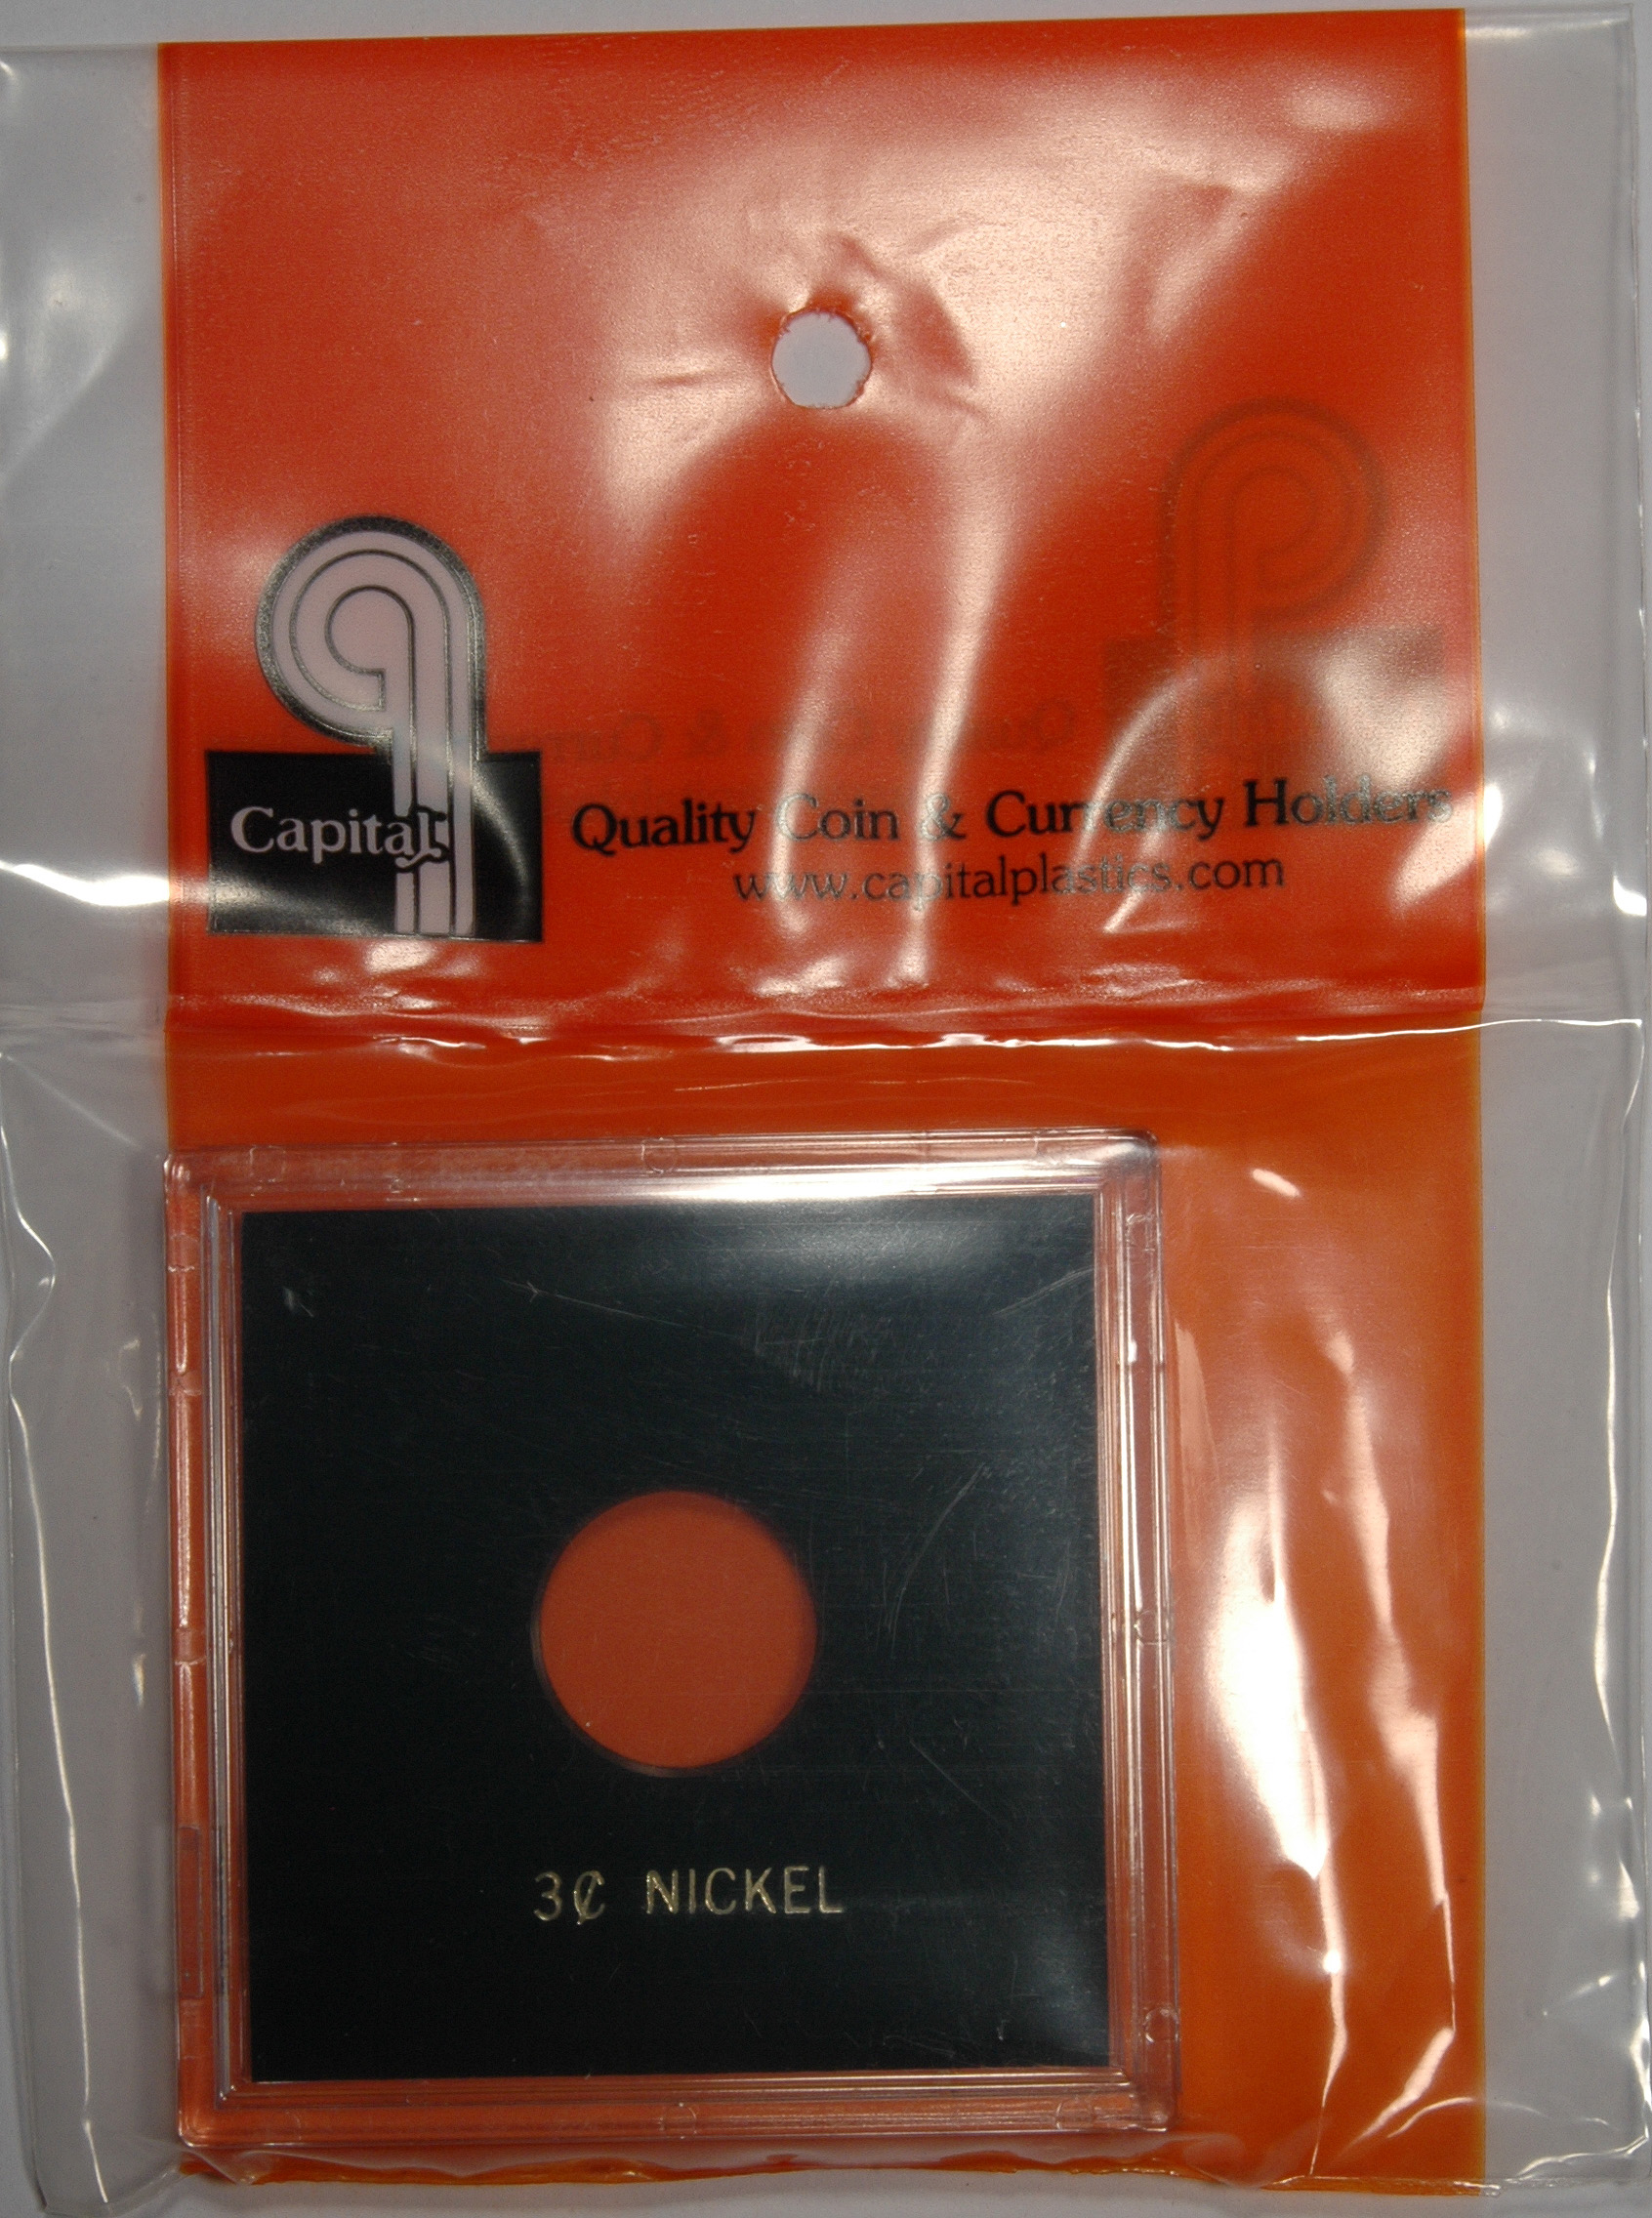 Capital
Quality Coin & Currency Holders
www.capitalplastics.com
3¢ NICKEL